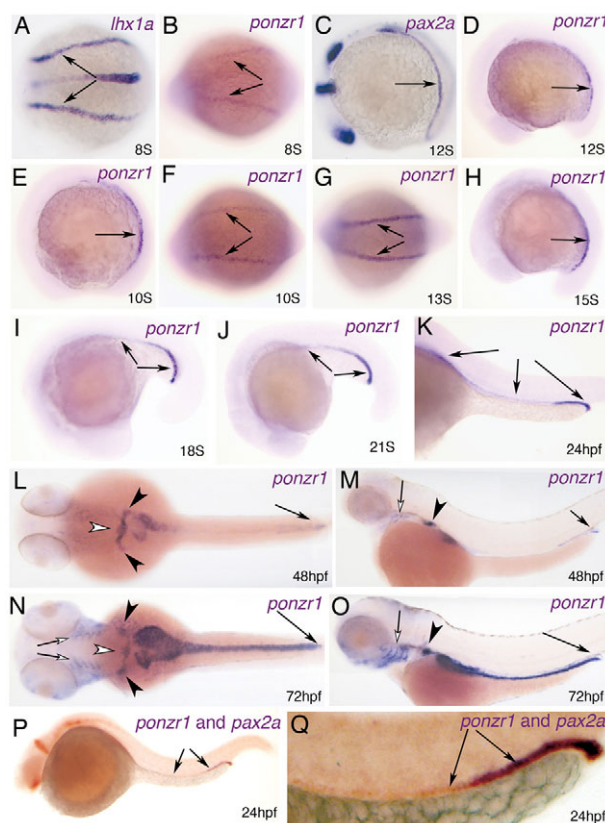 A lhx1a 8S
B ponzr1 8S
C pax2a 12S
D ponzr1 12S
E ponzr1 10S
F ponzr1 10S
G ponzr1 13S
H ponzr1 15S
I ponzr1 18S
J ponzr1 21S
K ponzr1 24hpf
L ponzr1 48hpf
M ponzr1 48hpf
N ponzr1 72hpf
O ponzr1 72hpf
P ponzr1 and pax2a 24hpf
Q ponzr1 and pax2a 24hpf